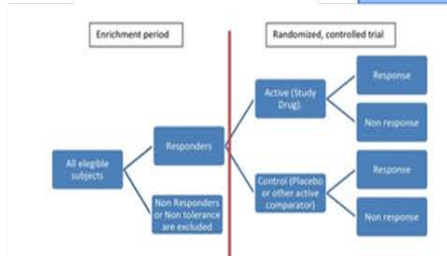 Enrichment period
Randomized, controlled trial
All elegible
subjects
Responders
Non Responders
or Non tolerance
are excluded
Active (Study
Drug).
Control (Placebo
or other active
comparator)
Response
Non response
Response
Non response